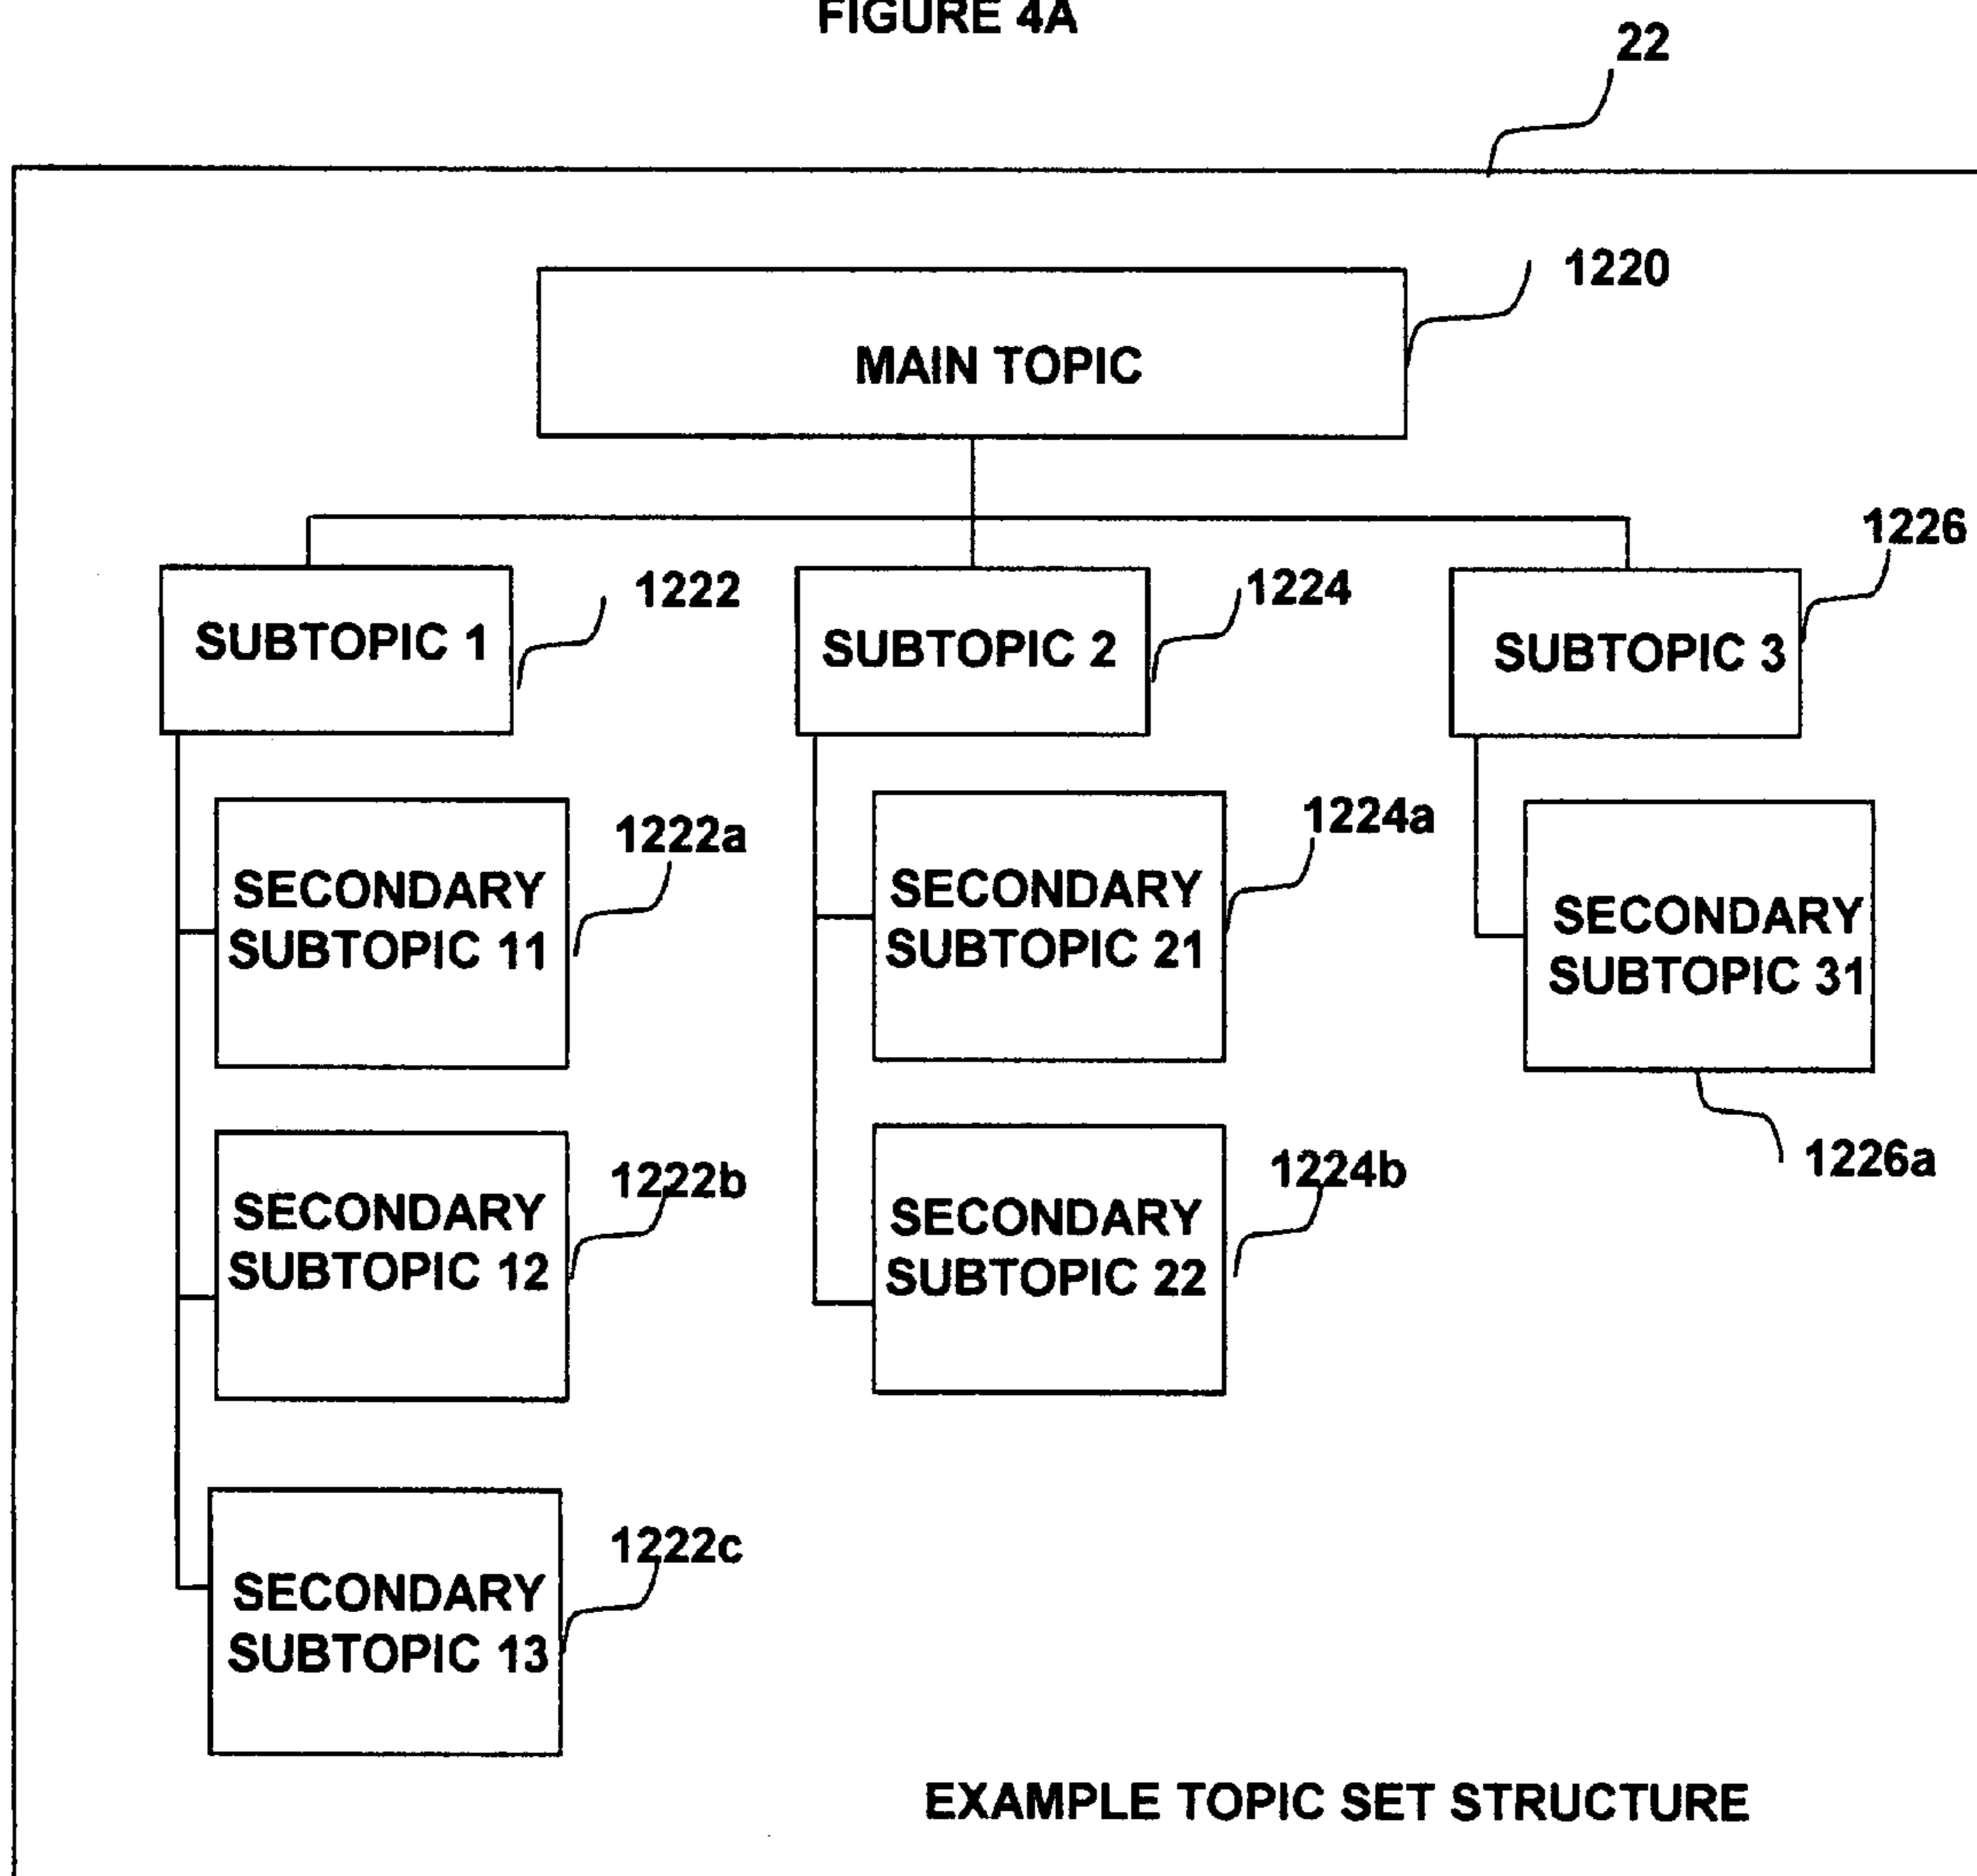 FIGURE 4A
22
1220
MAIN TOPIC
1226
1222
1224
SUBTOPIC 1
SUBTOPIC 2
SUBTOPIC 3
1222a
1224a
SECONDARY
SUBTOPIC 11
SECONDARY
SUBTOPIC 21
SECONDARY
SUBTOPIC 31
1226a
1222b
1224b
SECONDARY
SUBTOPIC 12
SECONDARY
SUBTOPIC 22
1222c
SECONDARY
SUBTOPIC 13
EXAMPLE TOPIC SET STRUCTURE